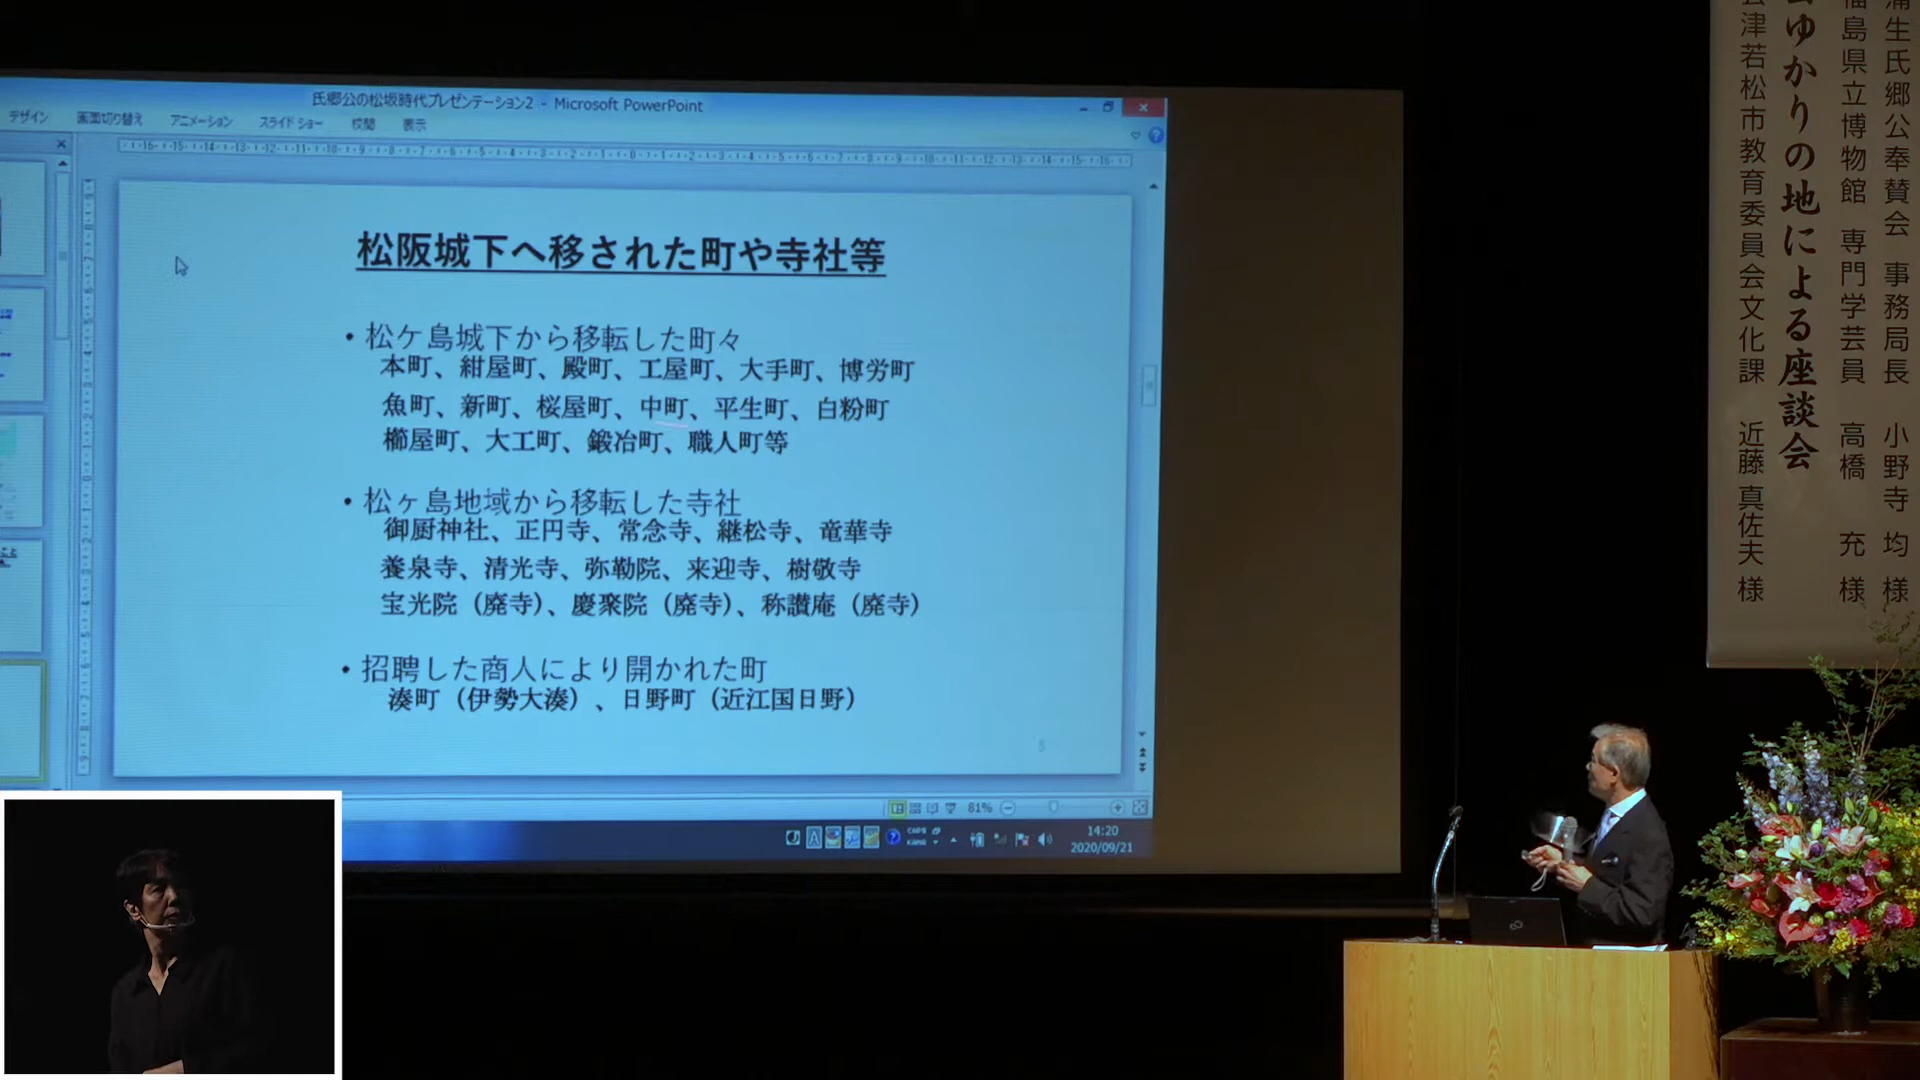 氏郷公の松坂時代プレゼンテーション2 - Microsoft PowerPoint
デザイン 画面切り替え アニメーション スライド ショー 校閲 表示
松阪城下へ移された町や寺社等
・松ケ島城下から移転した町々
本町、紺屋町、殿町、工屋町、大手町、博労町
魚町、新町、桜屋町、中町、平生町、白粉町
櫛屋町、大工町、鍛冶町、職人町等
・松ヶ島地域から移転した寺社
御厨神社、正円寺、常念寺、継松寺、竜華寺
養泉寺、清光寺、弥勒院、来迎寺、樹敬寺
宝光院（廃寺）、慶聚院（廃寺）、称讃庵（廃寺）
・招聘した商人により開かれた町
湊町（伊勢大湊）、日野町（近江国日野）
5
81%
CAPS
KANA
14:20
2020/09/21
蒲生氏郷公奉賛会 事務局長 小野寺 均 様
福島県立博物館 専門学芸員 高橋 充 様
ゆかりの地による座談会
会津若松市教育委員会文化課 近藤 真佐夫 様